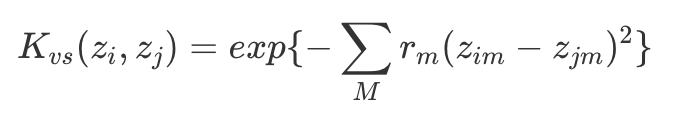 $K_{vs}(z_i, z_j) = exp\{-\sum_{M} r_m(z_{im} - z_{jm})^2\}$